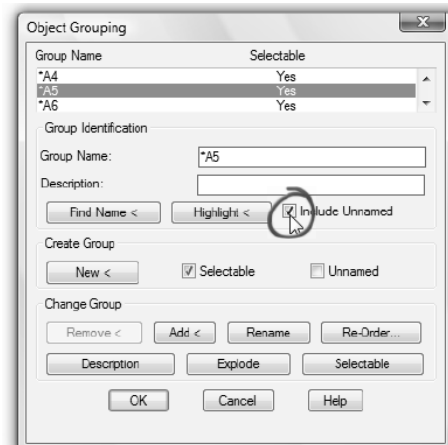 Object Grouping
X
Group Name Selectable
*A4 Yes
*A5 Yes
*A6 Yes
Group Identification
Group Name: *A5
Description:
Find Name < Highlight < Include Unnamed
Create Group
New < Selectable Unnamed
Change Group
Remove < Add < Rename Re-Order...
Description Explode Selectable
OK Cancel Help